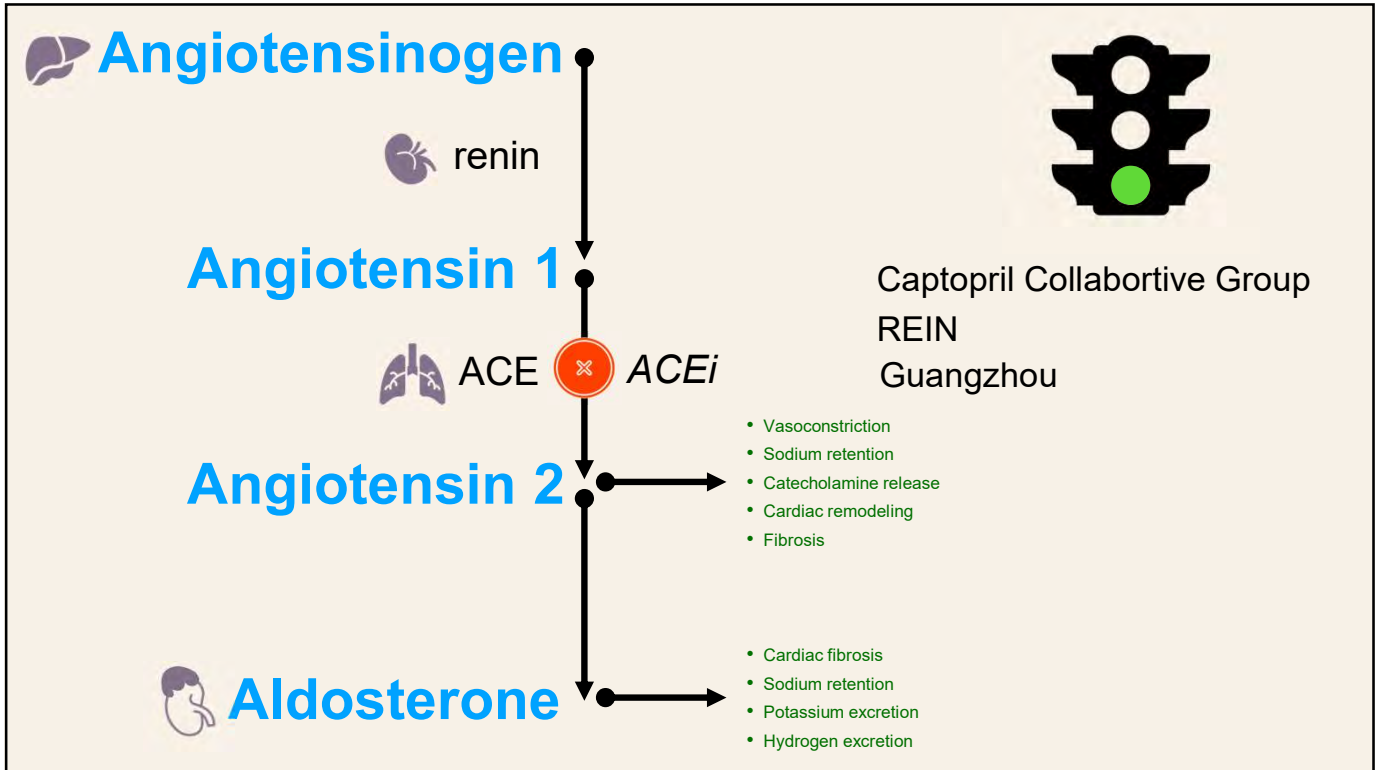 Angiotensinogen
renin
Angiotensin 1
Captopril Collabortive Group
REIN
Guangzhou
ACE
ACEi
Angiotensin 2
• Vasoconstriction
• Sodium retention
• Catecholamine release
• Cardiac remodeling
• Fibrosis
Aldosterone
• Cardiac fibrosis
• Sodium retention
• Potassium excretion
• Hydrogen excretion